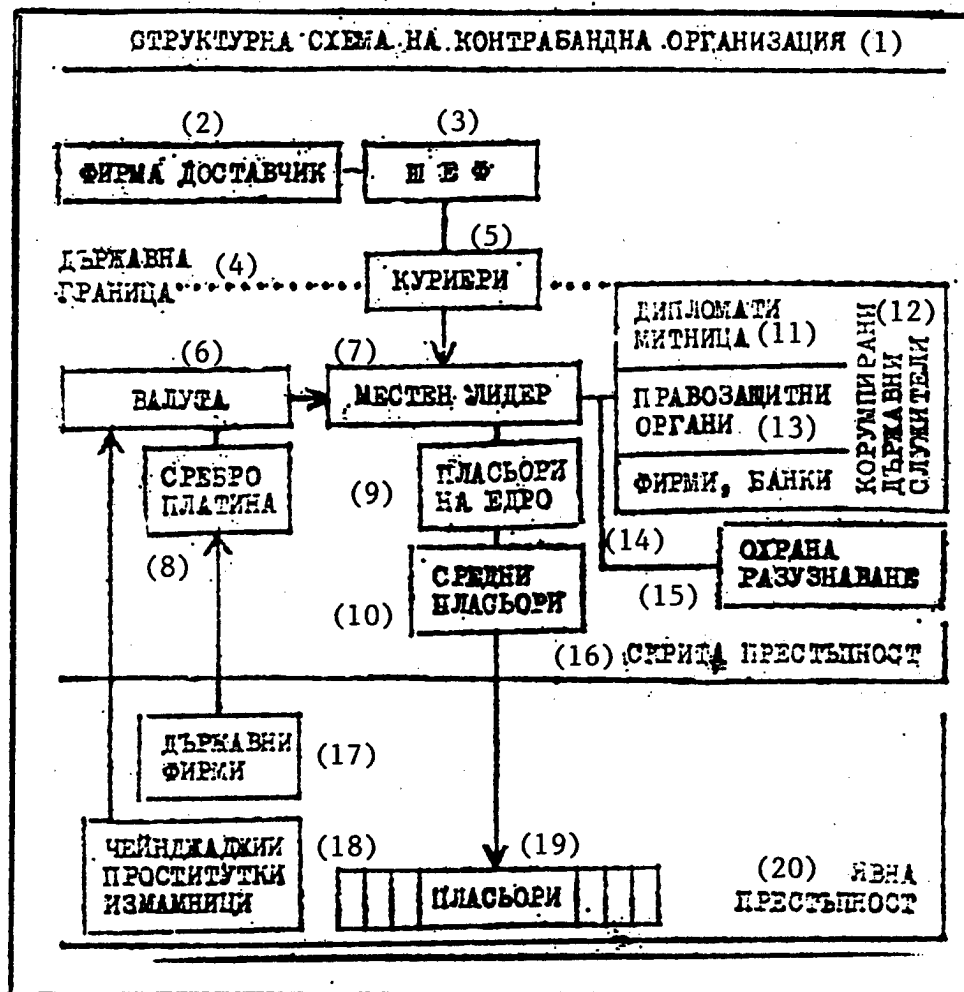 СТРУКТУРНА СХЕМА НА КОНТРАБАНДНА ОРГАНИЗАЦИЯ (1)
(2)
(3)
ФИРМА ДОСТАВЧИК
ШЕФ
(5)
ДЪРЖАВНА
ГРАНИЦА
(4)
КУРИЕРИ
(6)
(7)
ВАЛУТА
МЕСТЕН ЛИДЕР
ДИПЛОМАТИ
МИТНИЦА (11)
ПРАВОЗАЩИТНИ
ОРГАНИ (13)
ФИРМИ, БАНКИ
(12)
КОРУМПИРАНИ
ДЪРЖАВНИ
СЛУЖИТЕЛИ
СРЕБРО
ПЛАТИНА
(8)
(9)
ПЛАСЬОРИ
НА ЕДРО
(10)
СРЕДНИ
ПЛАСЬОРИ
(14)
(15)
ОХРАНА
РАЗУЗНАВАНЕ
(16) СКРИТА ПРЕСТЪПНОСТ
ДЪРЖАВНИ
ФИРМИ
(17)
ЧЕЙНДЖАДЖИИ
ПРОСТИТУТКИ
ИЗМАМНИЦИ
(18)
(19)
ПЛАСЬОРИ
(20) ЯВНА
ПРЕСТЪПНОСТ